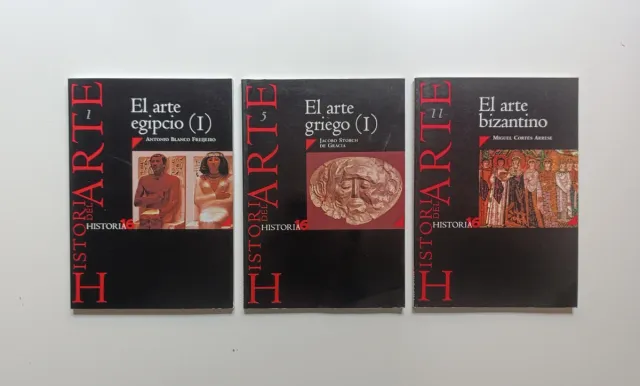 HISTORIA
DEL
ARTE
1
El arte
egipcio (I)
ANTONIO BLANCO FREIJEIRO
HISTORIA 16
H
HISTORIA
DEL
ARTE
5
El arte
griego (I)
JACOBO STORCH
DE GRACIA
HISTORIA 16
H
HISTORIA
DEL
ARTE
11
El arte
bizantino
MIGUEL CORTÉS ARRESE
HISTORIA 16
H